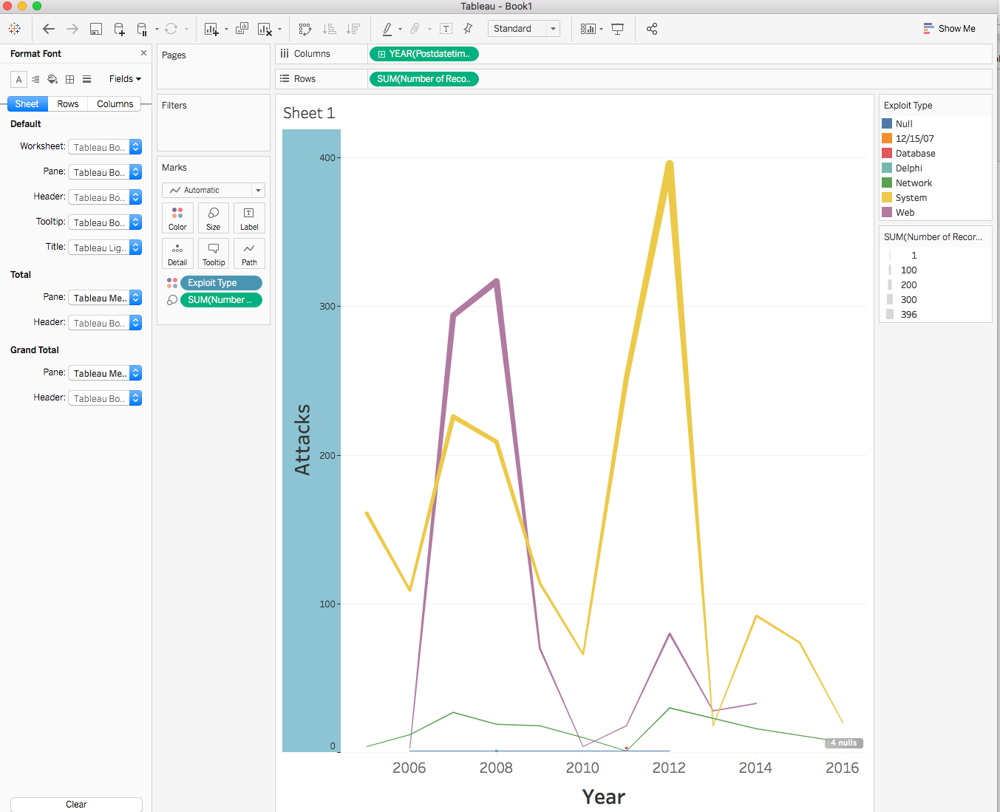 Tableau - Book1
Standard
Show Me
Format Font
A
Fields
Sheet
Rows
Columns
Default
Worksheet: Tableau Bo..
Pane: Tableau Bo..
Header: Tableau Bo..
Tooltip: Tableau Bo..
Title: Tableau Lig..
Total
Pane: Tableau Me..
Header: Tableau Bo..
Grand Total
Pane: Tableau Me..
Header: Tableau Bo..
Clear
Pages
Filters
Marks
Automatic
Color
Size
T
Label
Detail
Tooltip
Path
Exploit Type
SUM(Number ..
Columns
YEAR(Postdatetim..
Rows
SUM(Number of Reco..
Sheet 1
Attacks
400
300
200
100
0
4 nulls
2006
2008
2010
2012
2014
2016
Year
Exploit Type
Null
12/15/07
Database
Delphi
Network
System
Web
SUM(Number of Recor...
1
100
200
300
396